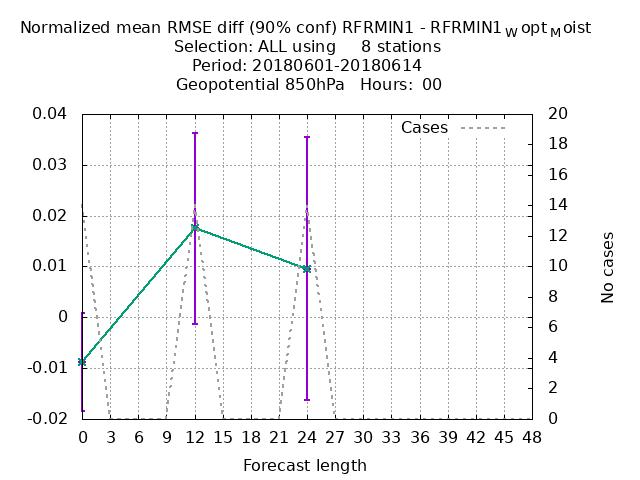 Normalized mean RMSE diff (90% conf) RFRMIN1 - RFRMIN1WoptMoist
Selection: ALL using     8 stations
Period: 20180601-20180614
Geopotential 850hPa   Hours:  00
Cases
0.04
0.03
0.02
0.01
0
-0.01
-0.02
20
18
16
14
12
10
8
6
4
2
0
No cases
0 3 6 9 12 15 18 21 24 27 30 33 36 39 42 45 48
Forecast length